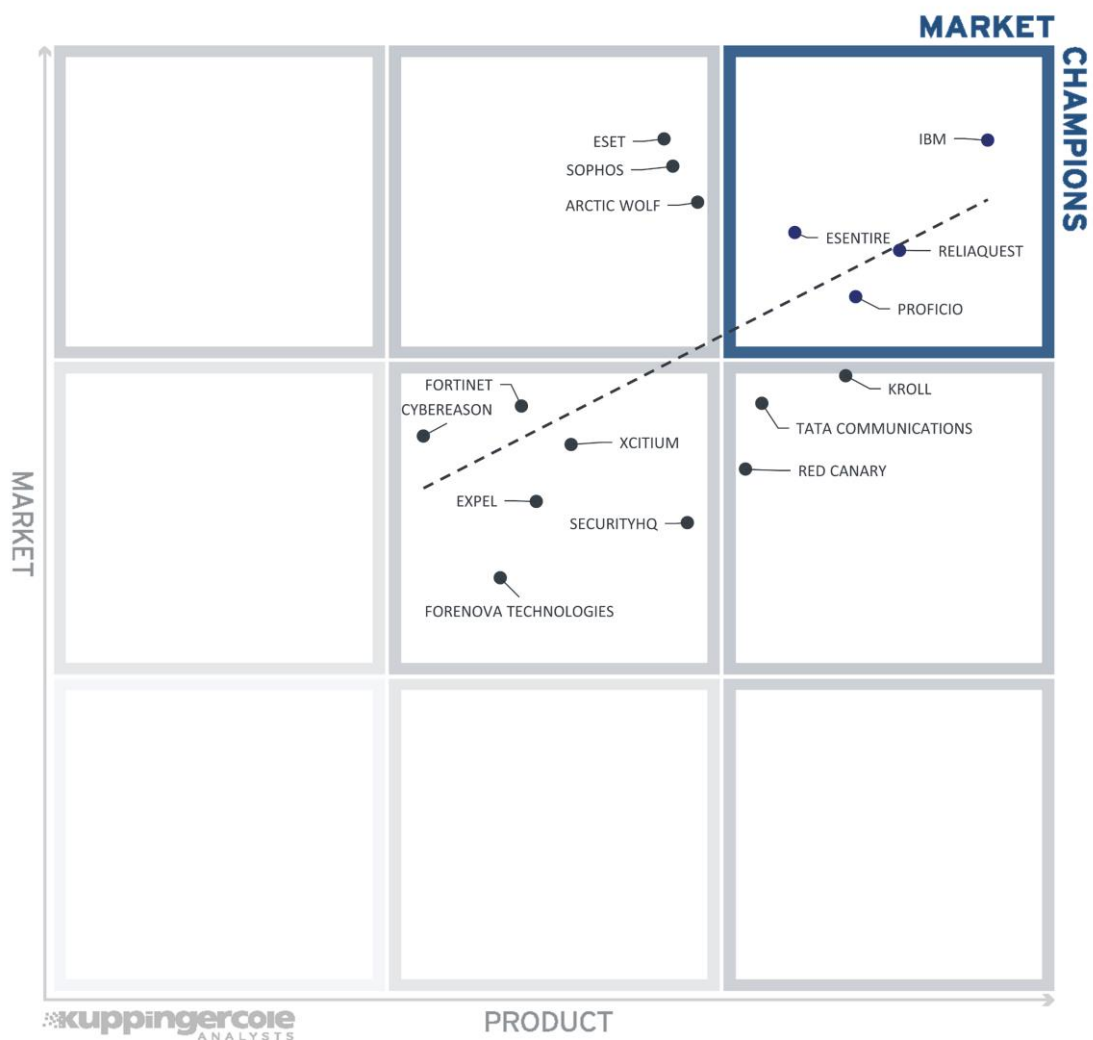 MARKET
CHAMPIONS
ESET
IBM
SOPHOS
ARCTIC WOLF
ESENTIRE
RELIAQUEST
PROFICIO
FORTINET
KROLL
CYBEREASON
TATA COMMUNICATIONS
XCITIUM
RED CANARY
MARKET
EXPEL
SECURITYHQ
FORENOVA TECHNOLOGIES
kuppingercole
ANALYSTS
PRODUCT